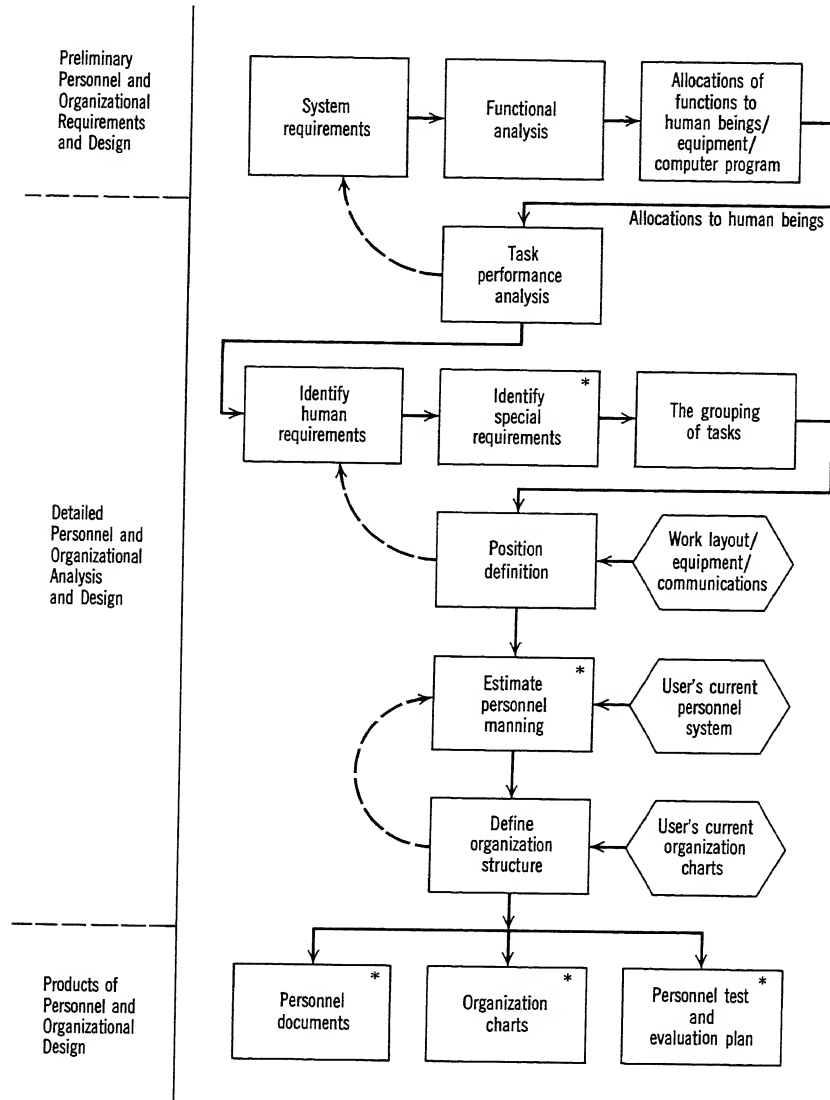 Preliminary
Personnel and
Organizational
Requirements
and Design
System
requirements
Functional
analysis
Allocations of
functions to
human beings/
equipment/
computer program
Allocations to human beings
Task
performance
analysis
Detailed
Personnel and
Organizational
Analysis
and Design
Identify
human
requirements
*
Identify
special
requirements
The grouping
of tasks
Position
definition
Work layout/
equipment/
communications
*
Estimate
personnel
manning
User's current
personnel
system
Define
organization
structure
User's current
organization
charts
Products of
Personnel and
Organizational
Design
*
Personnel
documents
*
Organization
charts
*
Personnel test
and
evaluation plan